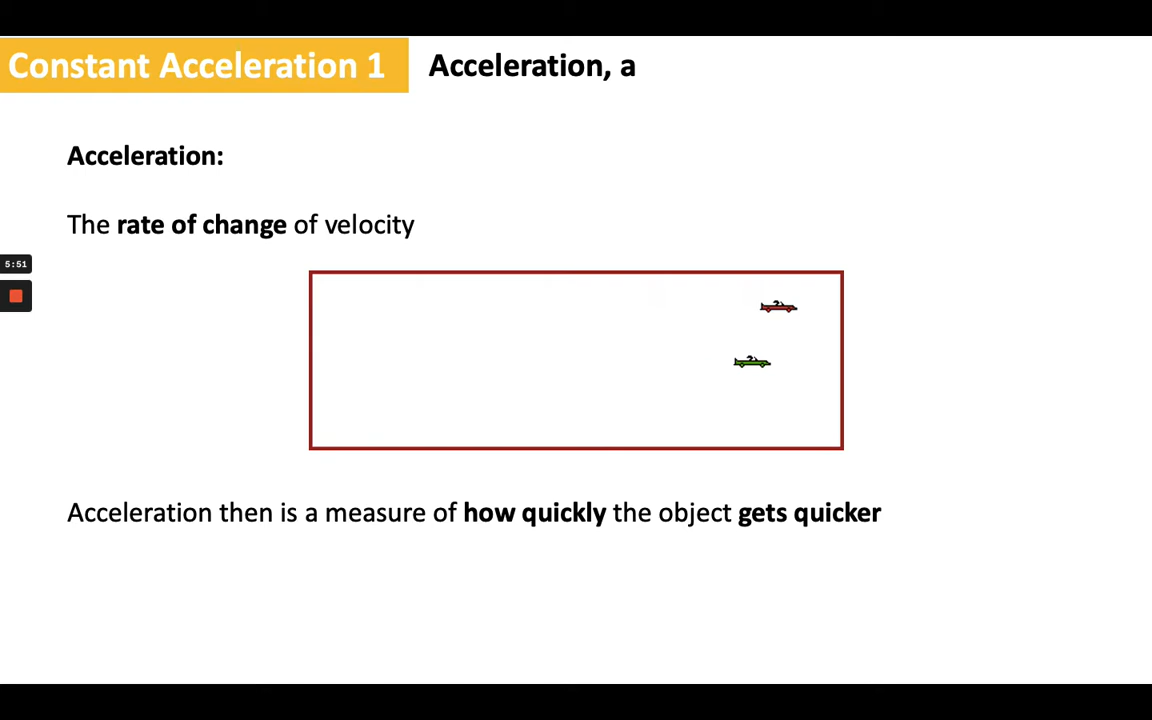 Constant Acceleration 1 Acceleration, a
Acceleration:
The rate of change of velocity
5:51
Acceleration then is a measure of how quickly the object gets quicker